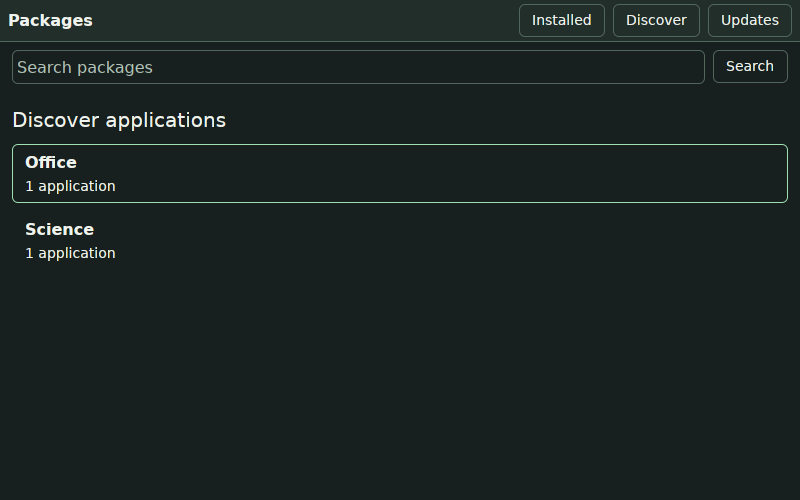 Packages
Installed
Discover
Updates
Search packages
Search
Discover applications
Office
1 application
Science
1 application